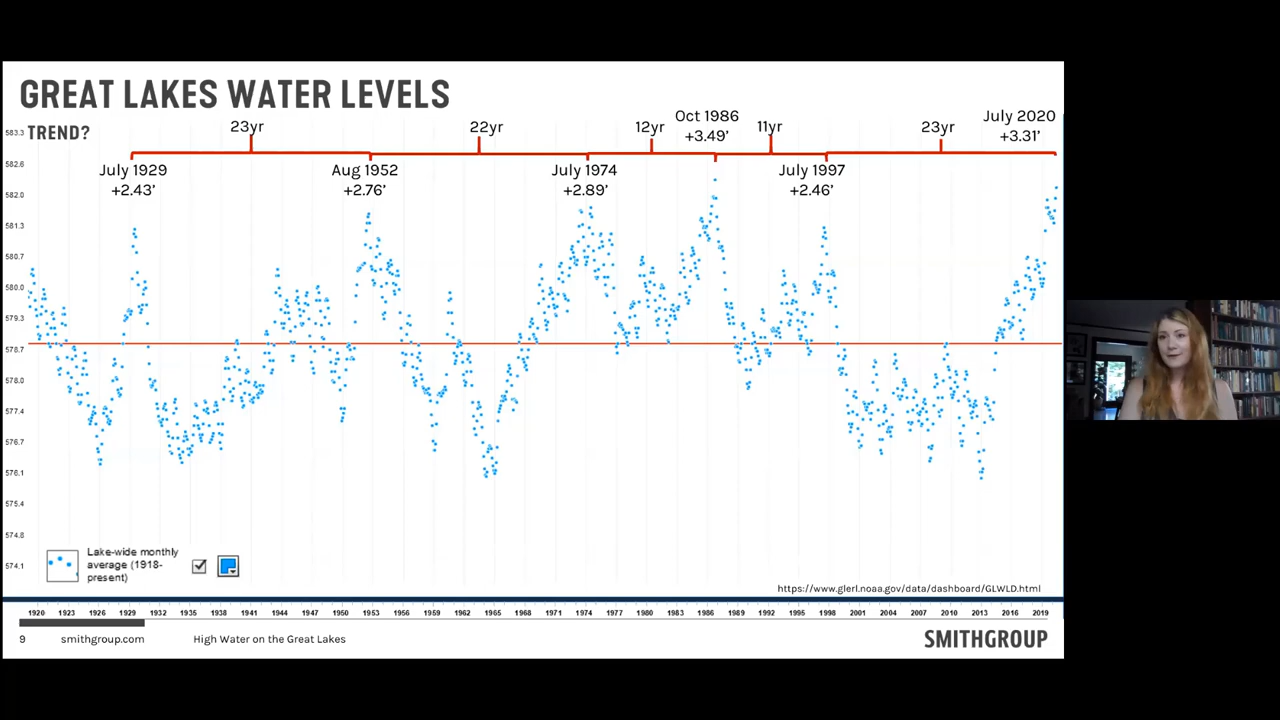 GREAT LAKES WATER LEVELS
TREND?
23yr
22yr
12yr
Oct 1986
+3.49’
11yr
23yr
July 2020
+3.31’
July 1929
+2.43’
Aug 1952
+2.76’
July 1974
+2.89’
July 1997
+2.46’
583.3
582.6
582.0
581.3
580.7
580.0
579.3
578.7
578.0
577.4
576.7
576.1
575.4
574.8
574.1
Lake-wide monthly
average (1918-
present)
https://www.glerl.noaa.gov/data/dashboard/GLWLD.html
1920 1923 1926 1929 1932 1935 1938 1941 1944 1947 1950 1953 1956 1959 1962 1965 1968 1971 1974 1977 1980 1983 1986 1989 1992 1995 1998 2001 2004 2007 2010 2013 2016 2019
9 smithgroup.com High Water on the Great Lakes SMITHGROUP